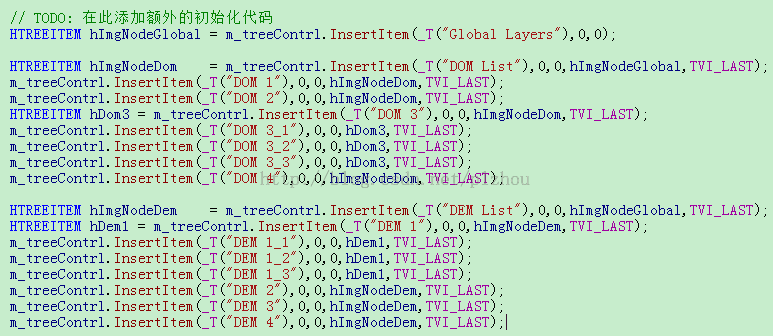 // TODO: 在此添加额外的初始化代码
HTREEITEM hImgNodeGlobal = m_treeContrl.InsertItem(_T("Global Layers"),0,0);
HTREEITEM hImgNodeDom    = m_treeContrl.InsertItem(_T("DOM List"),0,0,hImgNodeGlobal,TVI_LAST);
m_treeContrl.InsertItem(_T("DOM 1"),0,0,hImgNodeDom,TVI_LAST);
m_treeContrl.InsertItem(_T("DOM 2"),0,0,hImgNodeDom,TVI_LAST);
HTREEITEM hDom3 = m_treeContrl.InsertItem(_T("DOM 3"),0,0,hImgNodeDom,TVI_LAST);
m_treeContrl.InsertItem(_T("DOM 3_1"),0,0,hDom3,TVI_LAST);
m_treeContrl.InsertItem(_T("DOM 3_2"),0,0,hDom3,TVI_LAST);
m_treeContrl.InsertItem(_T("DOM 3_3"),0,0,hDom3,TVI_LAST);
m_treeContrl.InsertItem(_T("DOM 4"),0,0,hImgNodeDom,TVI_LAST);
HTREEITEM hImgNodeDem    = m_treeContrl.InsertItem(_T("DEM List"),0,0,hImgNodeGlobal,TVI_LAST);
HTREEITEM hDem1 = m_treeContrl.InsertItem(_T("DEM 1"),0,0,hImgNodeDem,TVI_LAST);
m_treeContrl.InsertItem(_T("DEM 1_1"),0,0,hDem1,TVI_LAST);
m_treeContrl.InsertItem(_T("DEM 1_2"),0,0,hDem1,TVI_LAST);
m_treeContrl.InsertItem(_T("DEM 1_3"),0,0,hDem1,TVI_LAST);
m_treeContrl.InsertItem(_T("DEM 2"),0,0,hImgNodeDem,TVI_LAST);
m_treeContrl.InsertItem(_T("DEM 3"),0,0,hImgNodeDem,TVI_LAST);
m_treeContrl.InsertItem(_T("DEM 4"),0,0,hImgNodeDem,TVI_LAST);